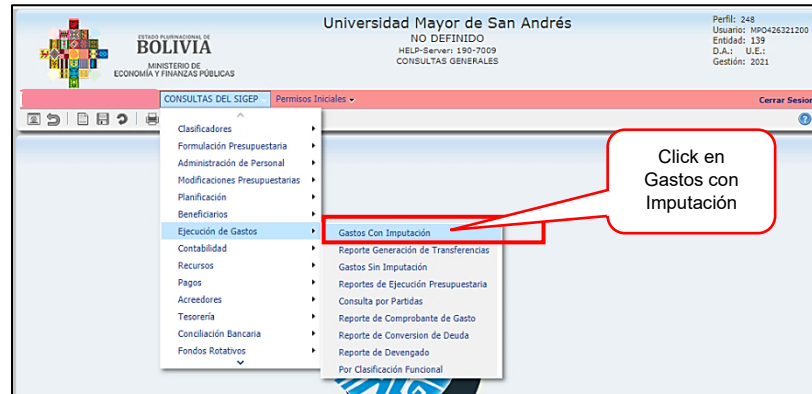 ESTADO PLURINACIONAL DE
BOLIVIA
MINISTERIO DE
ECONOMÍA Y FINANZAS PÚBLICAS
Universidad Mayor de San Andrés
NO DEFINIDO
HELP-Server: 190-7009
CONSULTAS GENERALES
Perfil: 248
Usuario: MPO426321200
Entidad: 139
D.A.: U.E.:
Gestión: 2021
CONSULTAS DEL SIGEP Permisos Iniciales
Cerrar Sesion
Clasificadores
Formulación Presupuestaria
Administración de Personal
Modificaciones Presupuestarias
Planificación
Beneficiarios
Ejecución de Gastos
Contabilidad
Recursos
Pagos
Acreedores
Tesorería
Conciliación Bancaria
Fondos Rotativos
Gastos Con Imputación
Reporte Generación de Transferencias
Gastos Sin Imputación
Reportes de Ejecución Presupuestaria
Consulta por Partidas
Reporte de Comprobante de Gasto
Reporte de Conversion de Deuda
Reporte de Devengado
Por Clasificación Funcional
Click en
Gastos con
Imputación